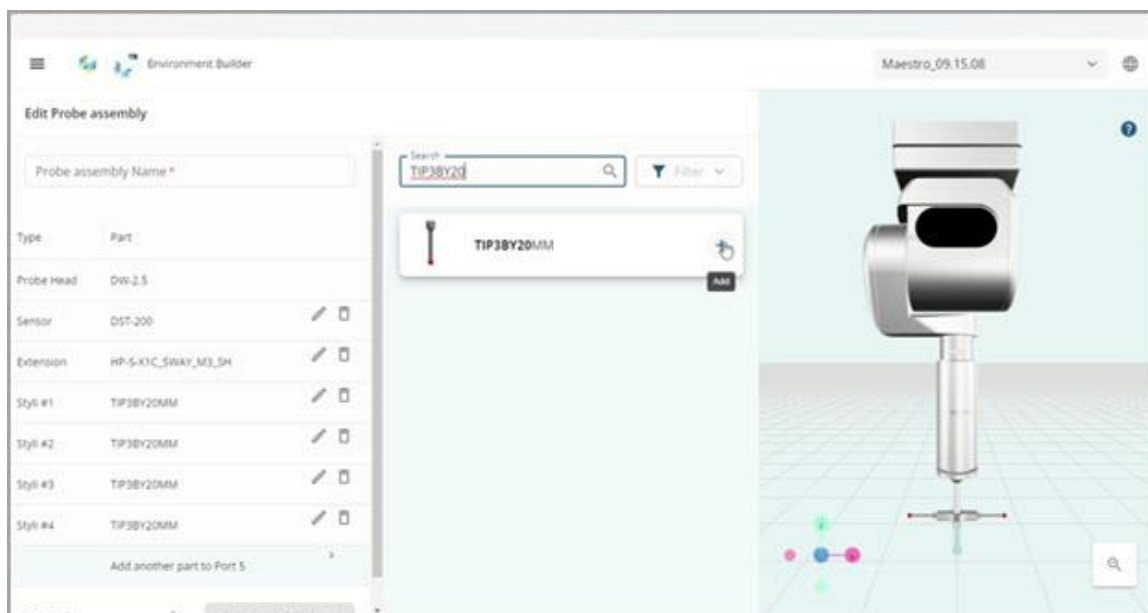 Environment Builder
Maestro_09.15.08
Edit Probe assembly
Probe assembly Name *
Search
TIP3BY20
Filter
TIP3BY20MM
Add
Type Part
Probe Head DW-2.5
Sensor DST-200
Extension HP-S-X1C_SWAY_M3_SH
Styli #1 TIP3BY20MM
Styli #2 TIP3BY20MM
Styli #3 TIP3BY20MM
Styli #4 TIP3BY20MM
Add another part to Port 5